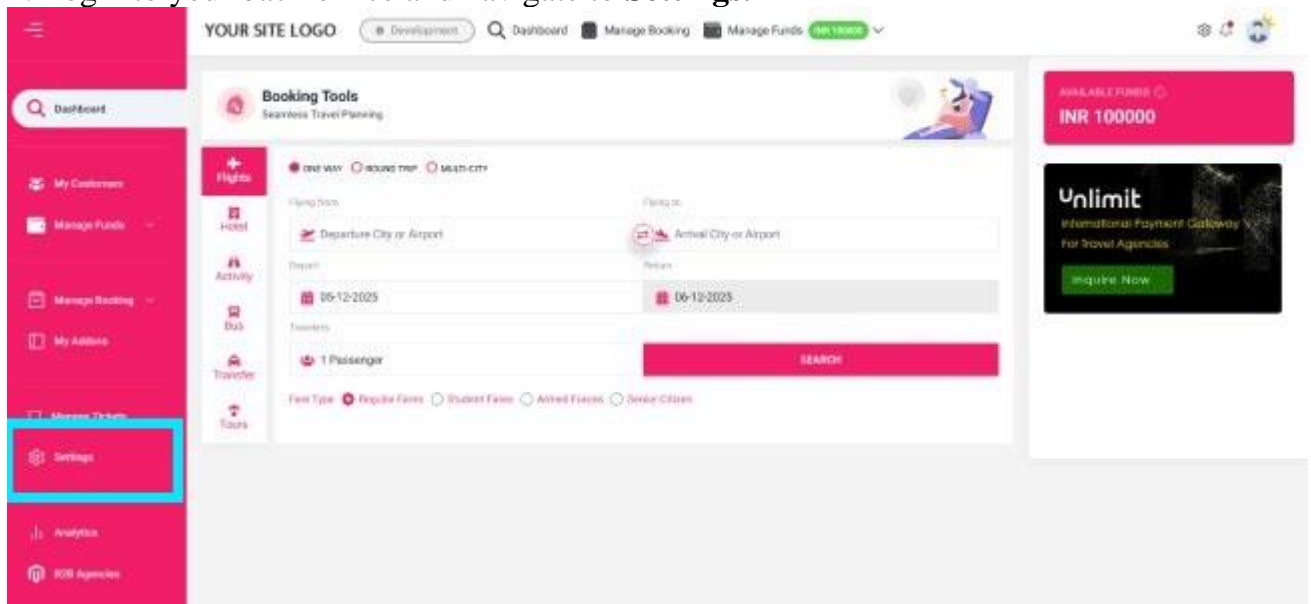 YOUR SITE LOGO
Development
Dashboard
Manage Booking
Manage Funds
INR 100000
Dashboard
My Customers
Manage Funds
Manage Booking
My Addons
Manage Tickets
Settings
Analytics
B2B Agencies
Booking Tools
Seamless Travel Planning
Flights
Hotel
Activity
Bus
Transfer
Tours
ONE WAY
ROUND TRIP
MULTI-CITY
Flying from
Flying to
Departure City or Airport
Arrival City or Airport
Depart
Return
06-12-2025
06-12-2025
Travelers
1 Passenger
SEARCH
Fare Type
Regular Fares
Student Fares
Armed Forces
Senior Citizen
AVAILABLE FUNDS
INR 100000
Unlimit
International Payment Gateway
For Travel Agencies
Inquire Now